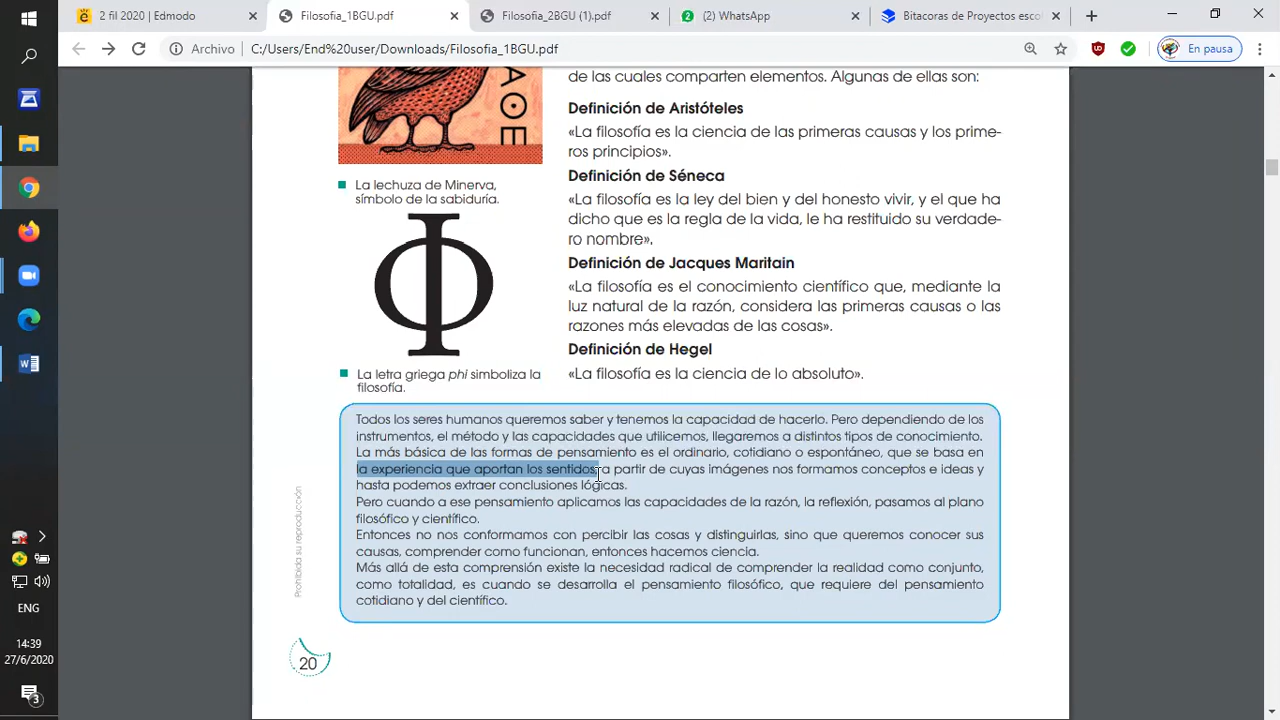 2 fil 2020 | Edmodo
Filosofia_1BGU.pdf
Filosofia_2BGU (1).pdf
(2) WhatsApp
Bitacoras de Proyectos escol
Archivo
C:/Users/End%20user/Downloads/Filosofia_1BGU.pdf
En pausa
de las cuales comparten elementos. Algunas de ellas son:
Definición de Aristóteles
«La filosofía es la ciencia de las primeras causas y los prime-
ros principios».
Definición de Séneca
«La filosofía es la ley del bien y del honesto vivir, y el que ha
dicho que es la regla de la vida, le ha restituido su verdade-
ro nombre».
Definición de Jacques Maritain
«La filosofía es el conocimiento científico que, mediante la
luz natural de la razón, considera las primeras causas o las
razones más elevadas de las cosas».
Definición de Hegel
«La filosofía es la ciencia de lo absoluto».
ΑΘΕ
La lechuza de Minerva,
símbolo de la sabiduría.
Φ
La letra griega phi simboliza la
filosofía.
Todos los seres humanos queremos saber y tenemos la capacidad de hacerlo. Pero dependiendo de los
instrumentos, el método y las capacidades que utilicemos, llegaremos a distintos tipos de conocimiento.
La más básica de las formas de pensamiento es el ordinario, cotidiano o espontáneo, que se basa en
la experiencia que aportan los sentidos, a partir de cuyas imágenes nos formamos conceptos e ideas y
hasta podemos extraer conclusiones lógicas.
Pero cuando a ese pensamiento aplicamos las capacidades de la razón, la reflexión, pasamos al plano
filosófico y científico.
Entonces no nos conformamos con percibir las cosas y distinguirlas, sino que queremos conocer sus
causas, comprender como funcionan, entonces hacemos ciencia.
Más allá de esta comprensión existe la necesidad radical de comprender la realidad como conjunto,
como totalidad, es cuando se desarrolla el pensamiento filosófico, que requiere del pensamiento
cotidiano y del científico.
Prohibida su reproducción
20
ENG
14:39
27/6/2020
3